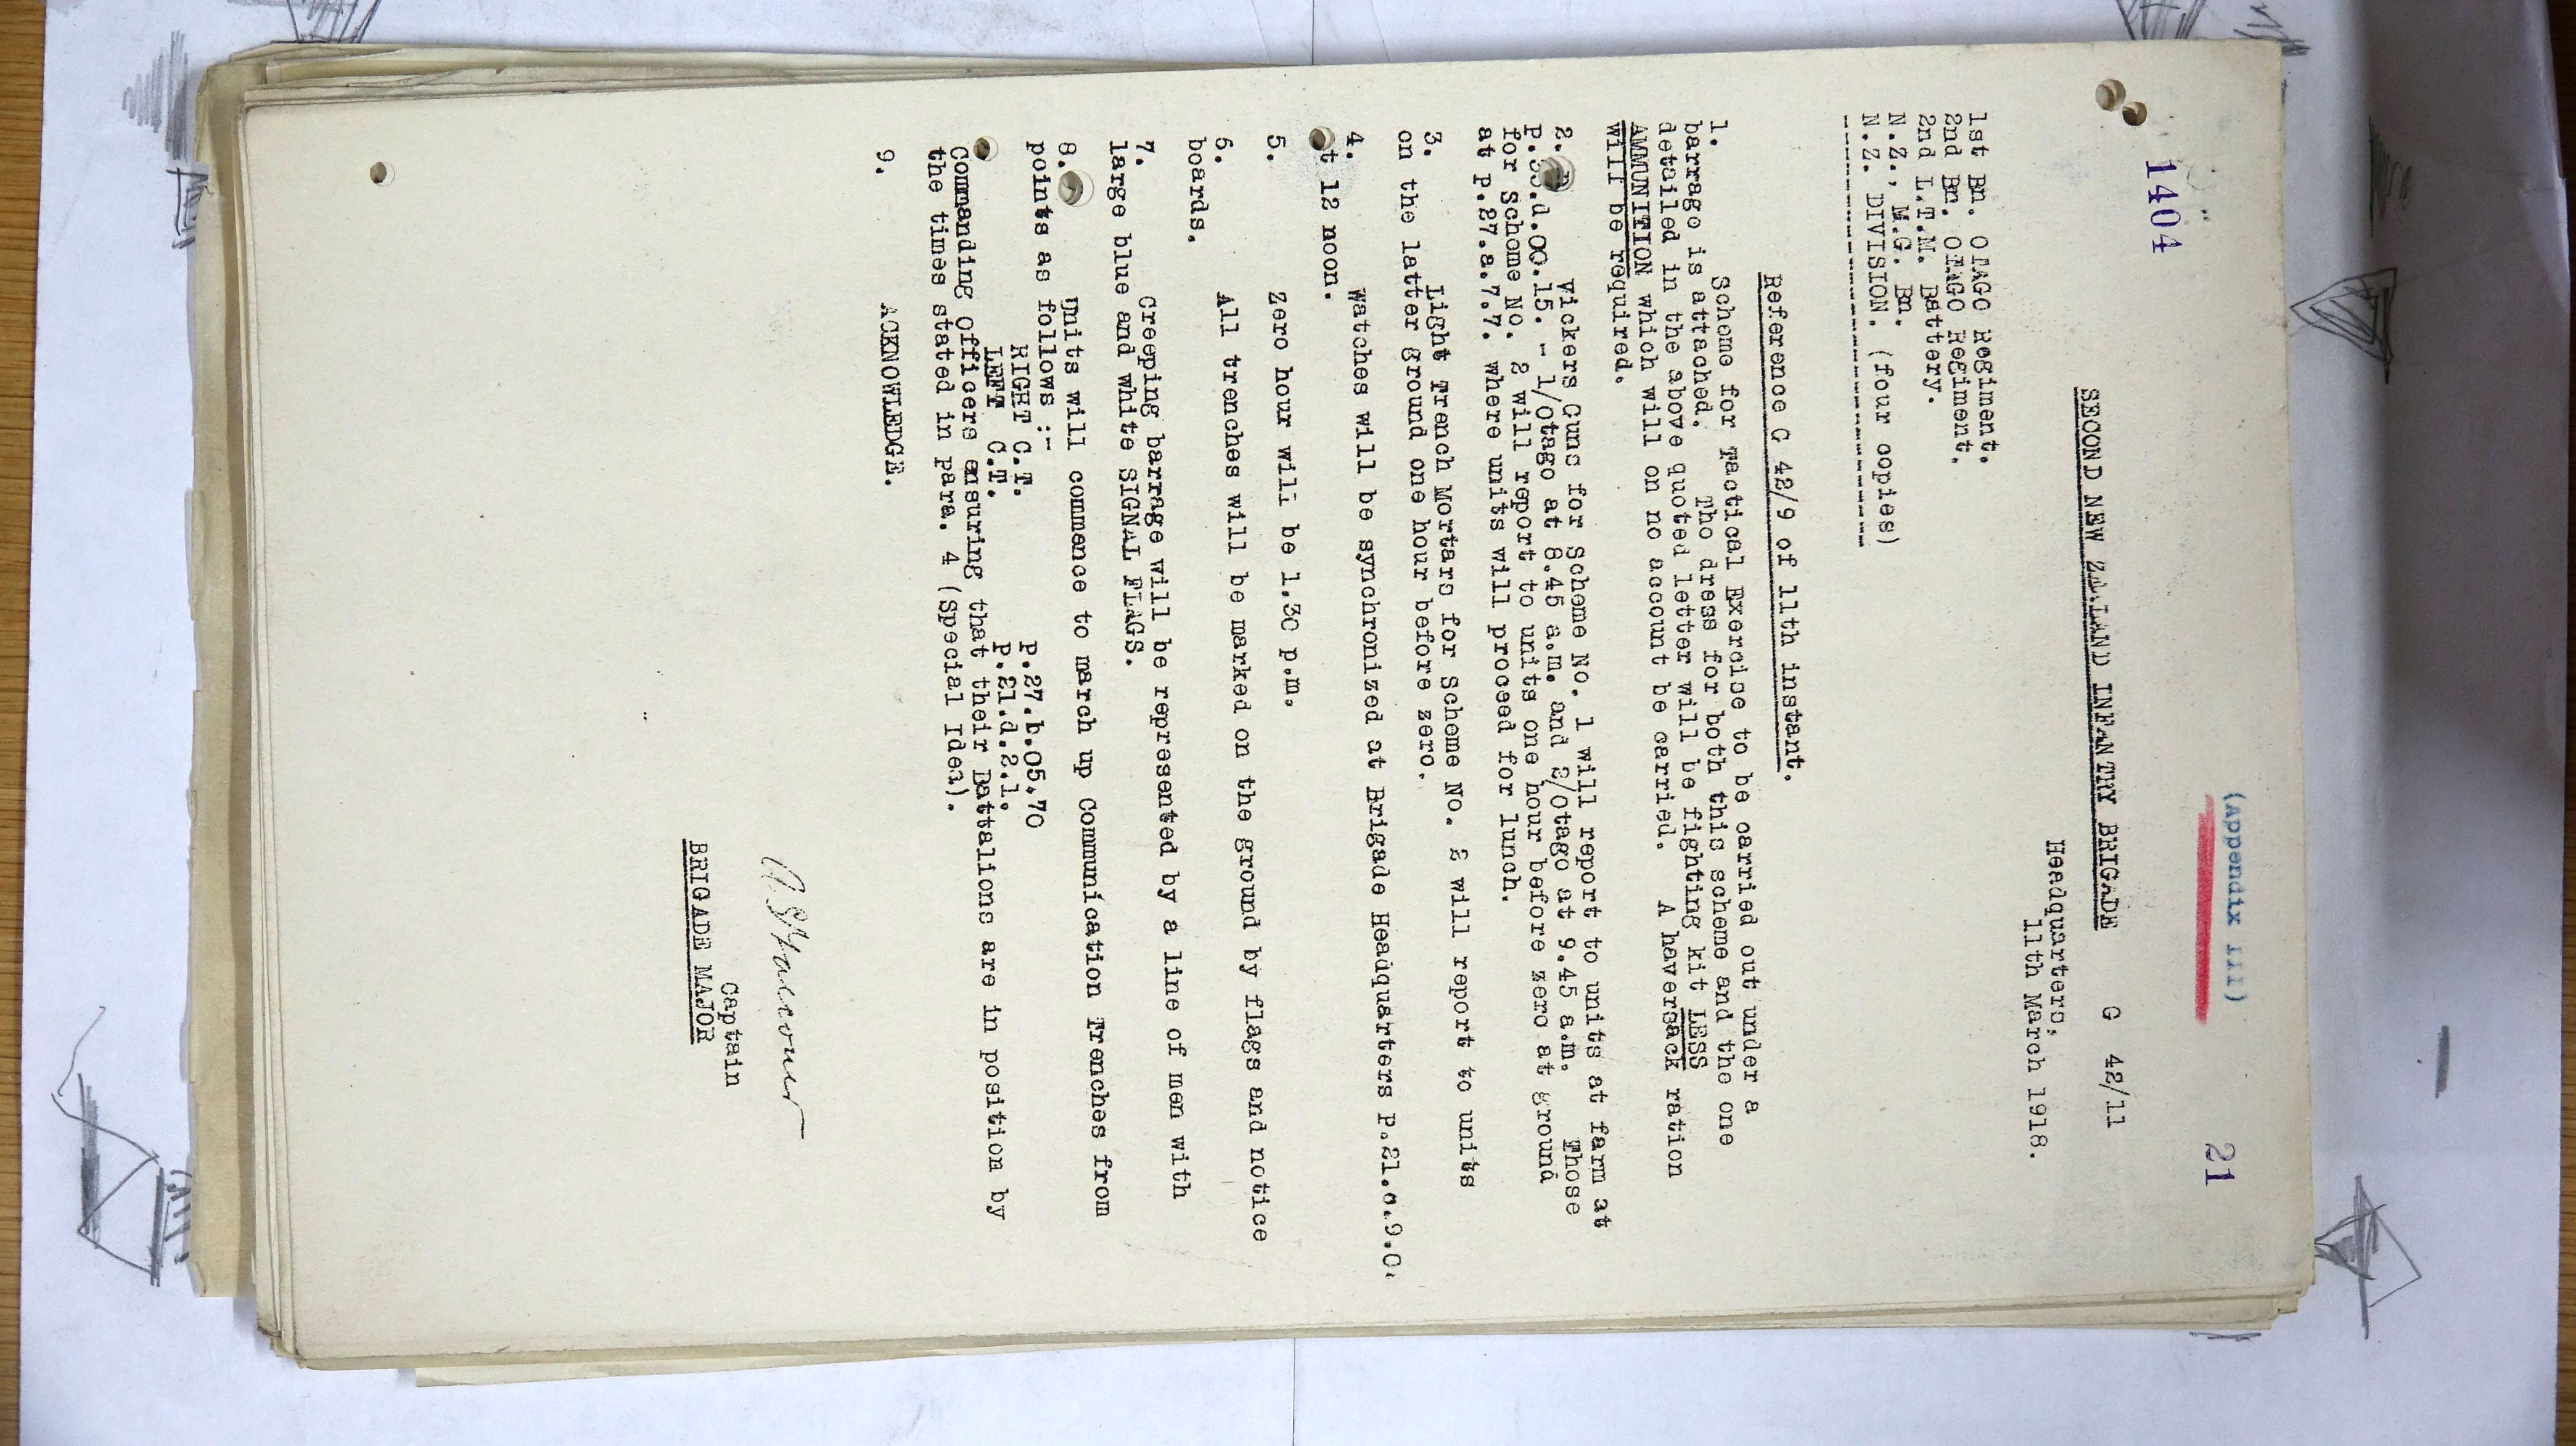 (Appendix III)
21
1404
SECOND NEW ZEALAND INFANTRY BRIGADE G 42/11
Headquarters,
11th March 1918.
1st Bn. OTAGO Regiment.
2nd Bn. OTAGO Regiment.
2nd L.T.M. Battery.
N.Z., M.G. Bn.
N.Z. DIVISION. (four copies)
Reference G 42/9 of 11th instant.
1. Scheme for Tactical Exercise to be carried out under a
barrage is attached. The dress for both this scheme and the one
detailed in the above quoted letter will be fighting kit LESS
AMMUNITION which will on no account be carried. A haversack ration
will be required.
2. Vickers Guns for Scheme No. 1 will report to units at farm at
P.33.d.00.15. - 1/Otago at 8.45 a.m. and 2/Otago at 9.45 a.m. Those
for Scheme No. 2 will report to units one hour before zero at ground
at P.27.a.7.7. where units will proceed for lunch.
3. Light Trench Mortars for Scheme No. 2 will report to units
on the latter ground one hour before zero.
4. Watches will be synchronized at Brigade Headquarters P.21.c.9.0.
at 12 noon.
5. Zero hour will be 1.30 p.m.
6. All trenches will be marked on the ground by flags and notice
boards.
7. Creeping barrage will be represented by a line of men with
large blue and white SIGNAL FLAGS.
8. Units will commence to march up Communication Trenches from
points as follows :-
RIGHT C.T. P.27.b.05.70
LEFT C.T. P.21.d.2.1.
Commanding Officers ensuring that their Battalions are in position by
the times stated in para. 4 (Special Idea).
9. ACKNOWLEDGE.
Captain
BRIGADE MAJOR